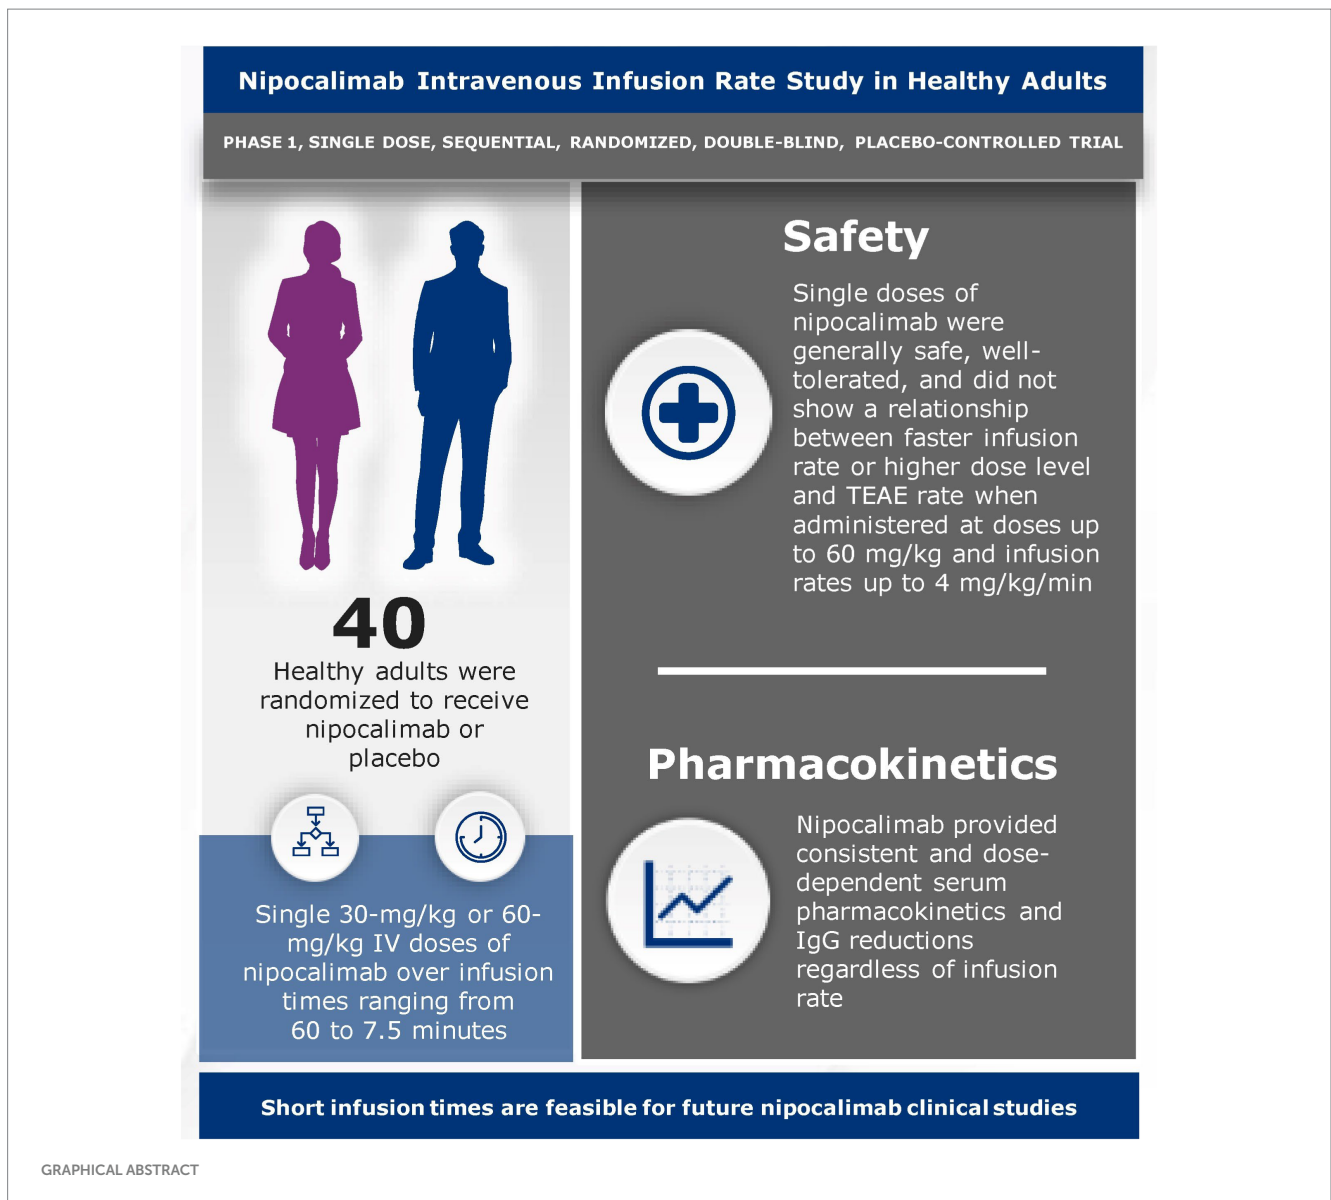 Nipocalimab Intravenous Infusion Rate Study in Healthy Adults
PHASE 1, SINGLE DOSE, SEQUENTIAL, RANDOMIZED, DOUBLE-BLIND, PLACEBO-CONTROLLED TRIAL
40
Healthy adults were
randomized to receive
nipocalimab or
placebo
Single 30-mg/kg or 60-
mg/kg IV doses of
nipocalimab over infusion
times ranging from
60 to 7.5 minutes
Safety
Single doses of
nipocalimab were
generally safe, well-
tolerated, and did not
show a relationship
between faster infusion
rate or higher dose level
and TEAE rate when
administered at doses up
to 60 mg/kg and infusion
rates up to 4 mg/kg/min
Pharmacokinetics
Nipocalimab provided
consistent and dose-
dependent serum
pharmacokinetics and
IgG reductions
regardless of infusion
rate
Short infusion times are feasible for future nipocalimab clinical studies
GRAPHICAL ABSTRACT